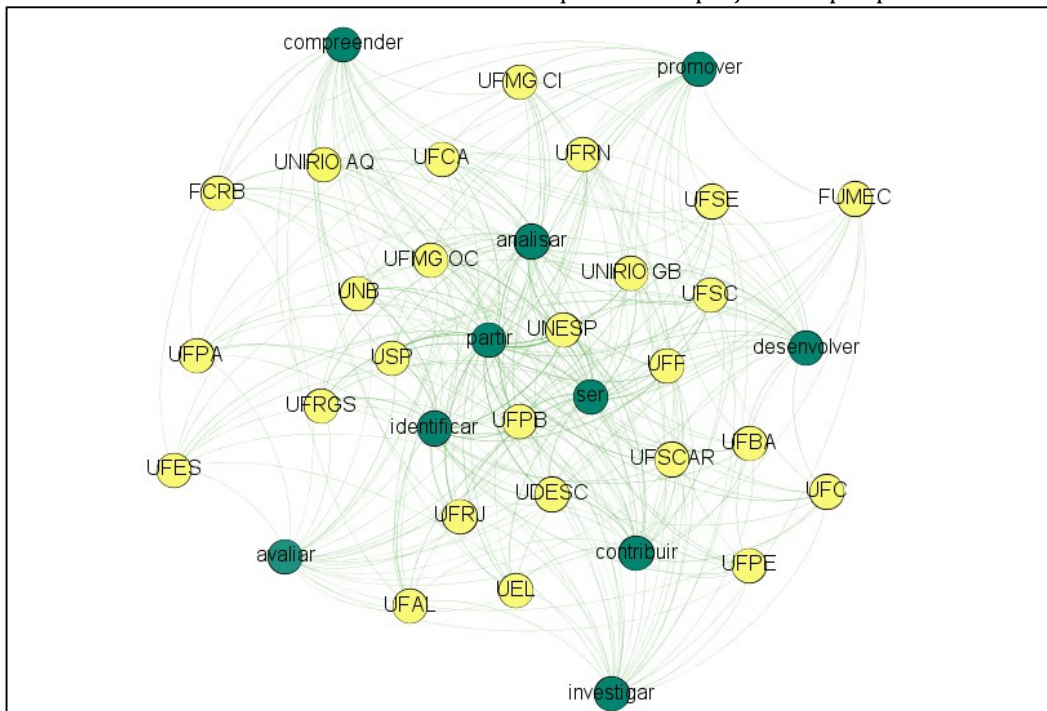 compreender
promover
UFMG CI
UNIRIO AQ
UFCA
UFRN
FCRB
UFSE
FUMEC
analisar
UFMG OC
UNIRIO GB
UNB
UFSC
partir
UNESP
desenvolver
UFPA
USP
UFF
ser
UFRGS
identificar
UFPB
UFBA
UFES
UFSCAR
UDESC
UFC
UFRJ
avaliar
contribuir
UFPE
UEL
UFAL
investigar